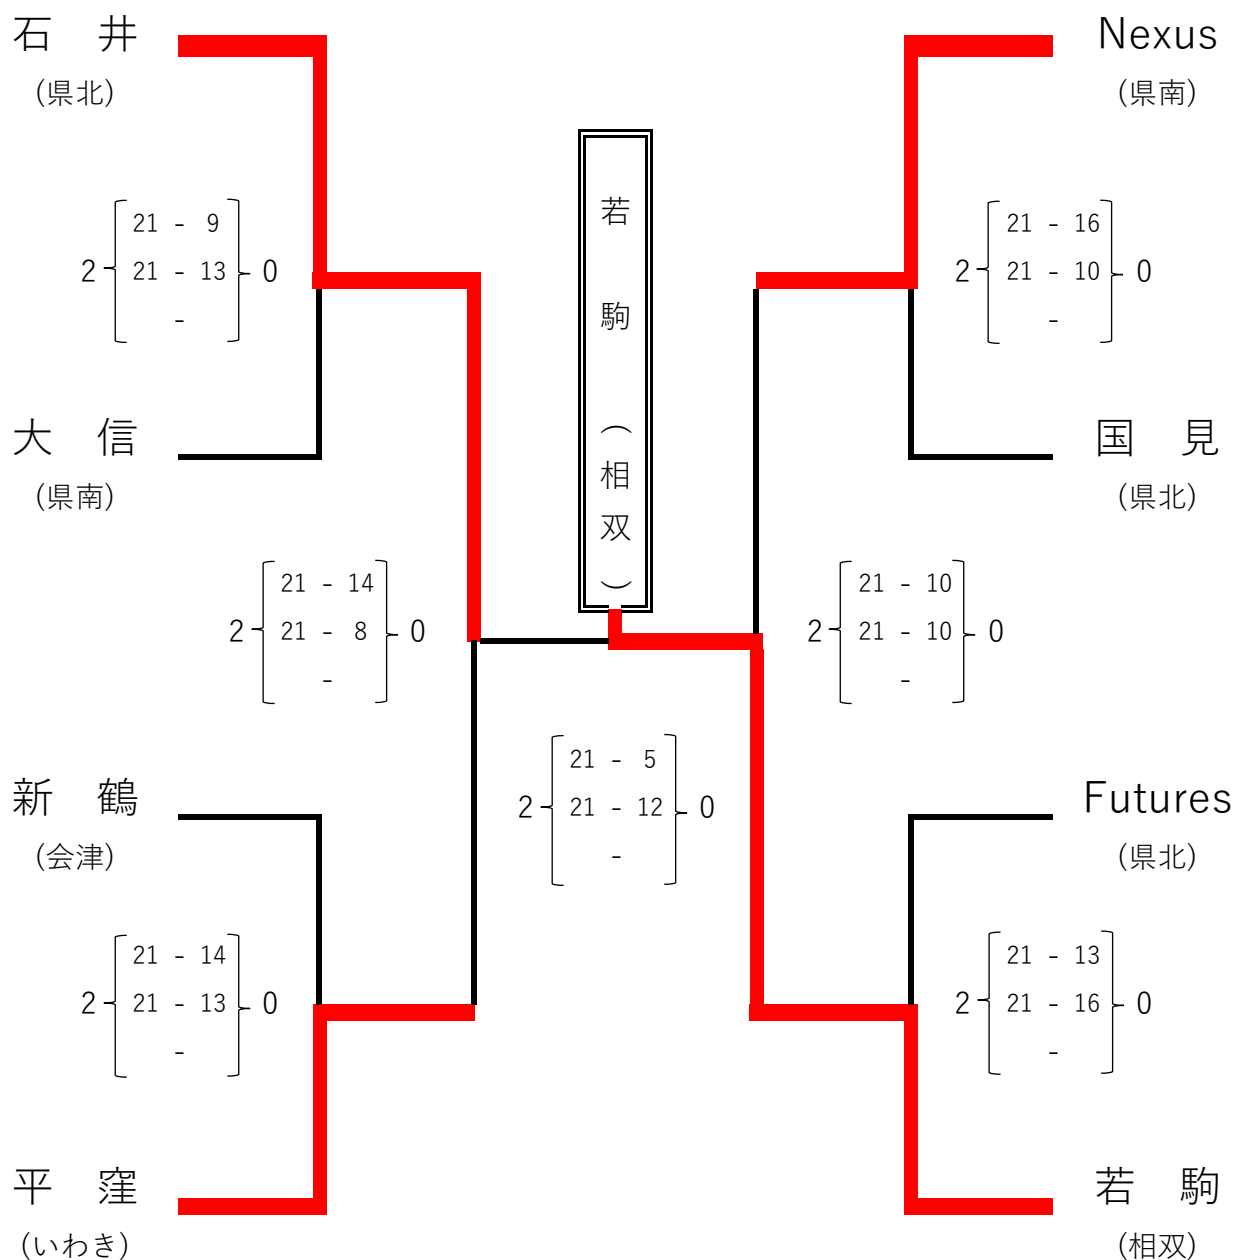 石　井
(県北)
2 21 - 9 0
21 - 13
-
大　信
(県南)
2 21 - 14 0
21 - 8
-
新　鶴
(会津)
2 21 - 14 0
21 - 13
-
平　窪
(いわき)
若駒(相双)
2 21 - 5 0
21 - 12
-
Nexus
(県南)
2 21 - 16 0
21 - 10
-
国　見
(県北)
2 21 - 10 0
21 - 10
-
Futures
(県北)
2 21 - 13 0
21 - 16
-
若　駒
(相双)